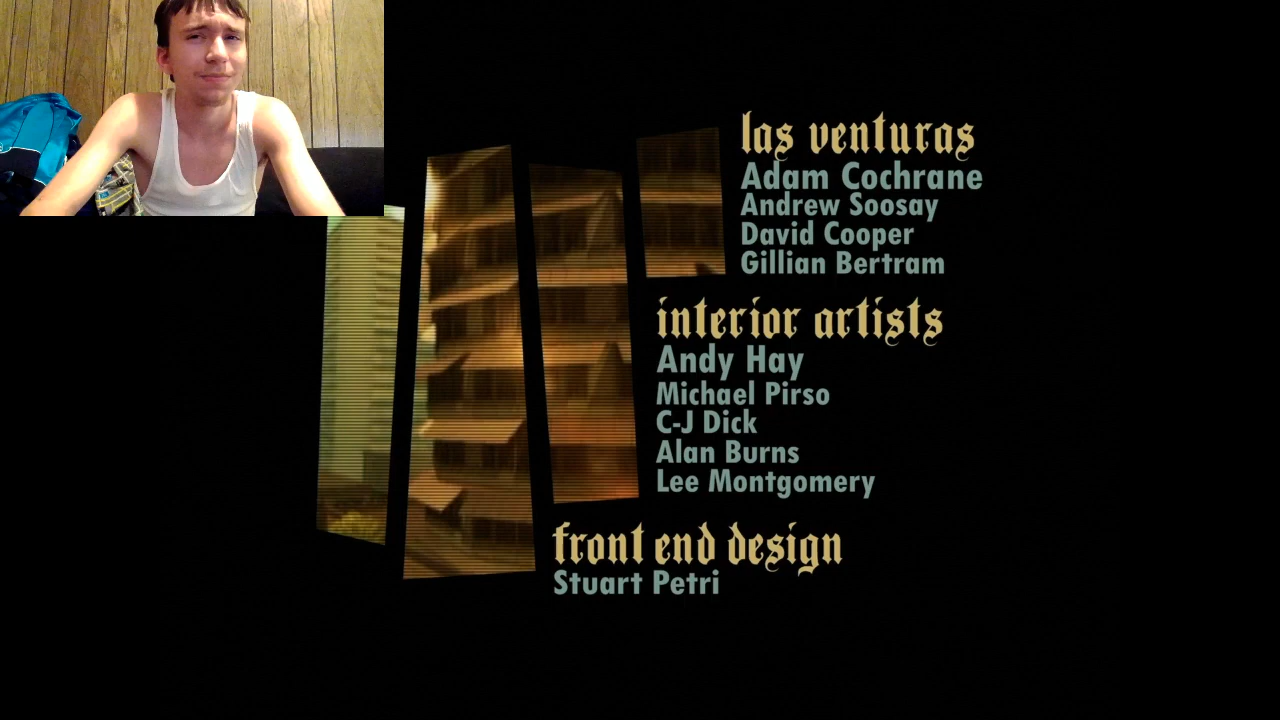 las venturas
Adam Cochrane
Andrew Soosay
David Cooper
Gillian Bertram
interior artists
Andy Hay
Michael Pirso
C-J Dick
Alan Burns
Lee Montgomery
front end design
Stuart Petri